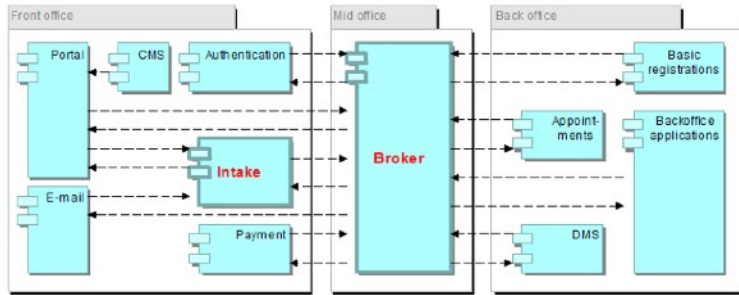 Front office
Mid office
Back office
Portal
CMS
Authentication
Basic
registrations
Appoint-
ments
Backoffice
applications
Broker
Intake
E-mail
Payment
DMS